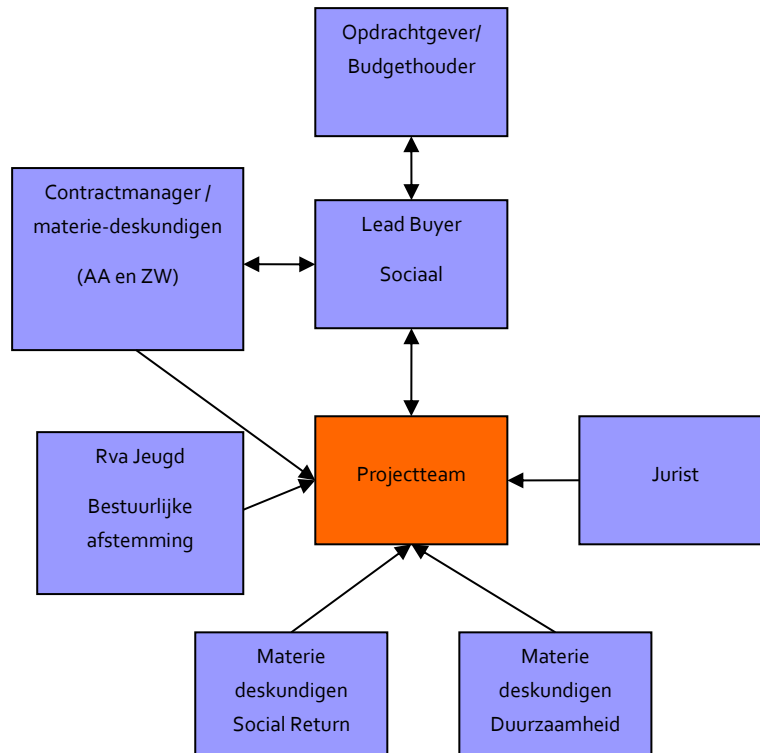 Opdrachtgever/
Budgethouder
Contractmanager /
materie-deskundigen
(AA en ZW)
Lead Buyer
Sociaal
Rva Jeugd
Bestuurlijke
afstemming
Projectteam
Jurist
Materie
deskundigen
Social Return
Materie
deskundigen
Duurzaamheid